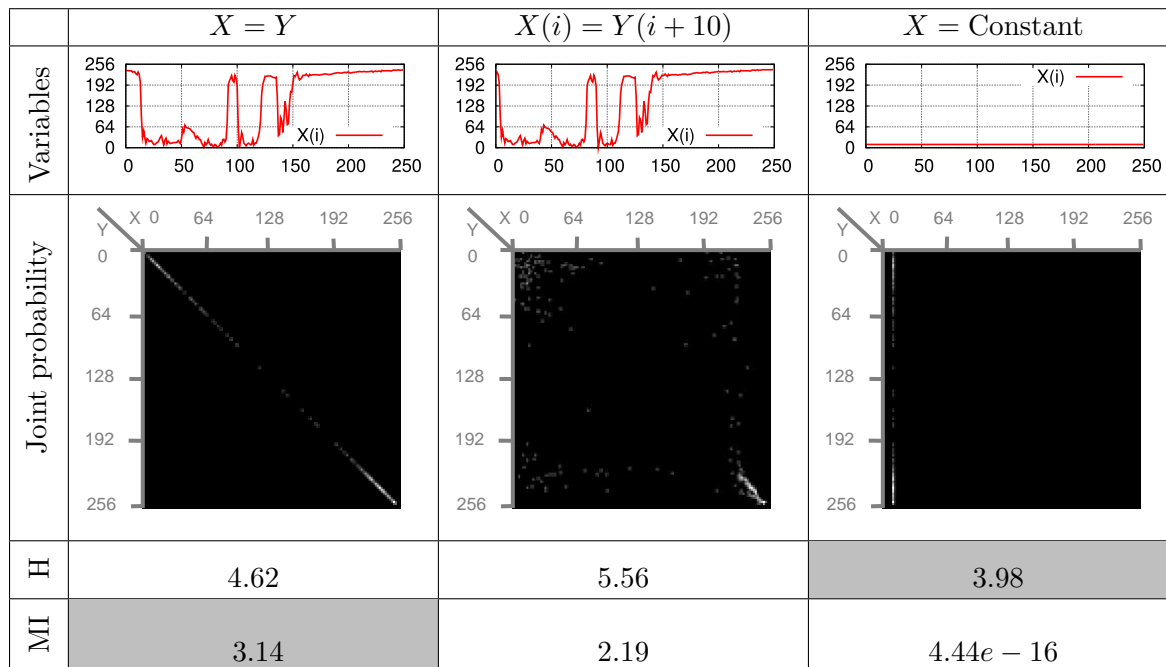 X = Y
X(i) = Y(i + 10)
X = Constant
Variables
256
192
128
64
0
X(i)
0 50 100 150 200 250
256
192
128
64
0
X(i)
0 50 100 150 200 250
256
192
128
64
0
X(i)
0 50 100 150 200 250
Joint probability
X 0 64 128 192 256
Y
0
64
128
192
256
X 0 64 128 192 256
Y
0
64
128
192
256
X 0 64 128 192 256
Y
0
64
128
192
256
H 4.62 5.56 3.98
MI 3.14 2.19 4.44e − 16